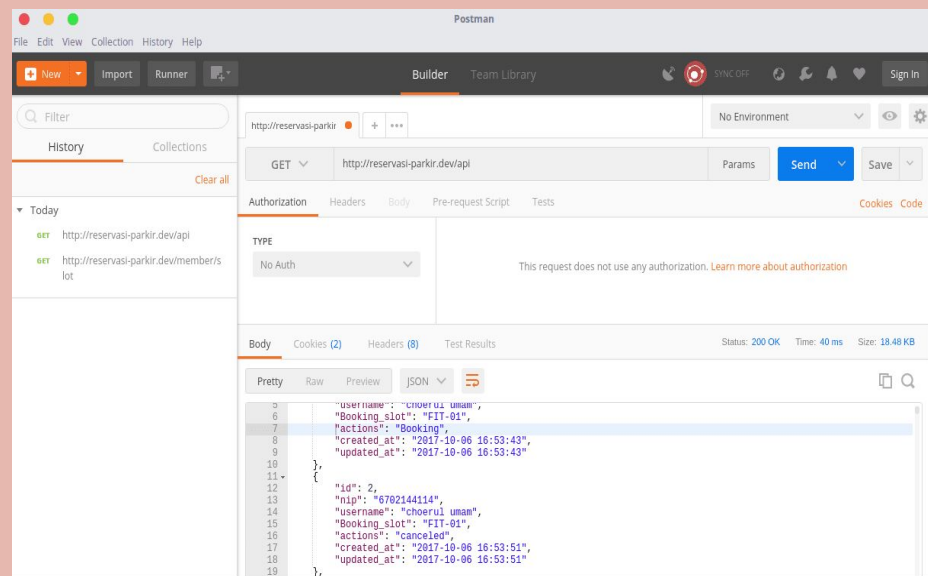 Postman
File Edit View Collection History Help
New Import Runner Builder Team Library SYNC OFF Sign In
Filter
History Collections
Clear all
Today
GET http://reservasi-parkir.dev/api
GET http://reservasi-parkir.dev/member/s
lot
http://reservasi-parkir + ••• No Environment
GET http://reservasi-parkir.dev/api Params Send Save
Authorization Headers Body Pre-request Script Tests Cookies Code
TYPE
No Auth
This request does not use any authorization. Learn more about authorization
Body Cookies (2) Headers (8) Test Results Status: 200 OK Time: 40 ms Size: 18.48 KB
Pretty Raw Preview JSON
5 "username": "choerul umam",
6 "Booking_slot": "FIT-01",
7 "actions": "Booking",
8 "created_at": "2017-10-06 16:53:43",
9 "updated_at": "2017-10-06 16:53:43"
10 },
11 {
12 "id": 2,
13 "nip": "6702144114",
14 "username": "choerul umam",
15 "Booking_slot": "FIT-01",
16 "actions": "canceled",
17 "created_at": "2017-10-06 16:53:51",
18 "updated_at": "2017-10-06 16:53:51"
19 },